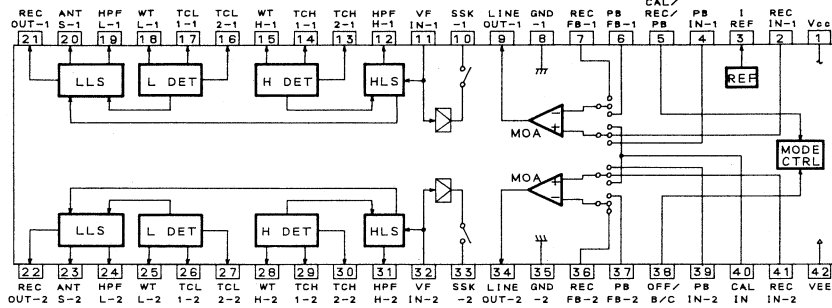 CAL/
REC ANT HPF WT TCL TCL WT TCH TCH HPF VF SSK LINE GND REC PB REC/ PB I REC Vcc
OUT-1 S-1 L-1 L-1 1-1 2-1 H-1 1-1 2-1 H-1 IN-1 -1 OUT-1 -1 FB-1 FB-1 PB IN-1 REF IN-1
21 20 19 18 17 16 15 14 13 12 11 10 9 8 7 6 5 4 3 2 1
LLS L DET H DET HLS REF
MOA
-
+
MODE
CTRL
MOA
+
-
LLS L DET H DET HLS
22 23 24 25 26 27 28 29 30 31 32 33 34 35 36 37 38 39 40 41 42
REC ANT HPF WT TCL TCL WT TCH TCH HPF VF SSK LINE GND REC PB OFF/ PB CAL REC VEE
OUT-2 S-2 L-2 L-2 1-2 2-2 H-2 1-2 2-2 H-2 IN-2 -2 OUT-2 -2 FB-2 FB-2 B/C IN-2 IN IN-2